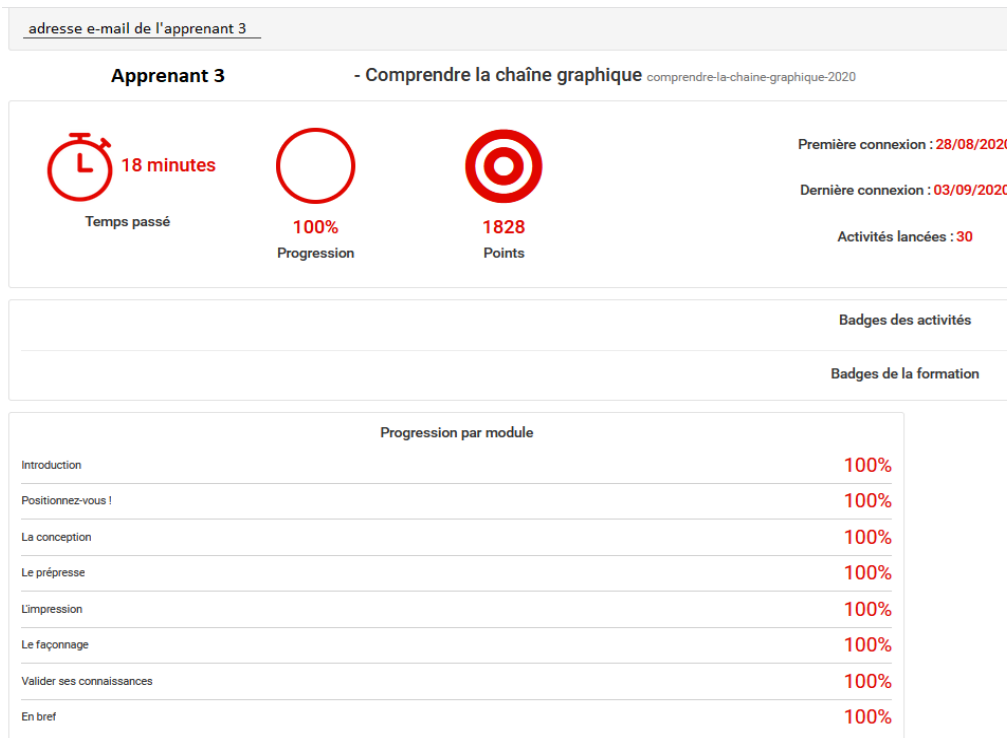 adresse e-mail de l'apprenant 3
Apprenant 3 - Comprendre la chaîne graphique comprendre-la-chaine-graphique-2020
18 minutes
Temps passé
100%
Progression
1828
Points
Première connexion : 28/08/2020
Dernière connexion : 03/09/2020
Activités lancées : 30
Badges des activités
Badges de la formation
Progression par module
Introduction 100%
Positionnez-vous ! 100%
La conception 100%
Le prépresse 100%
L'impression 100%
Le façonnage 100%
Valider ses connaissances 100%
En bref 100%